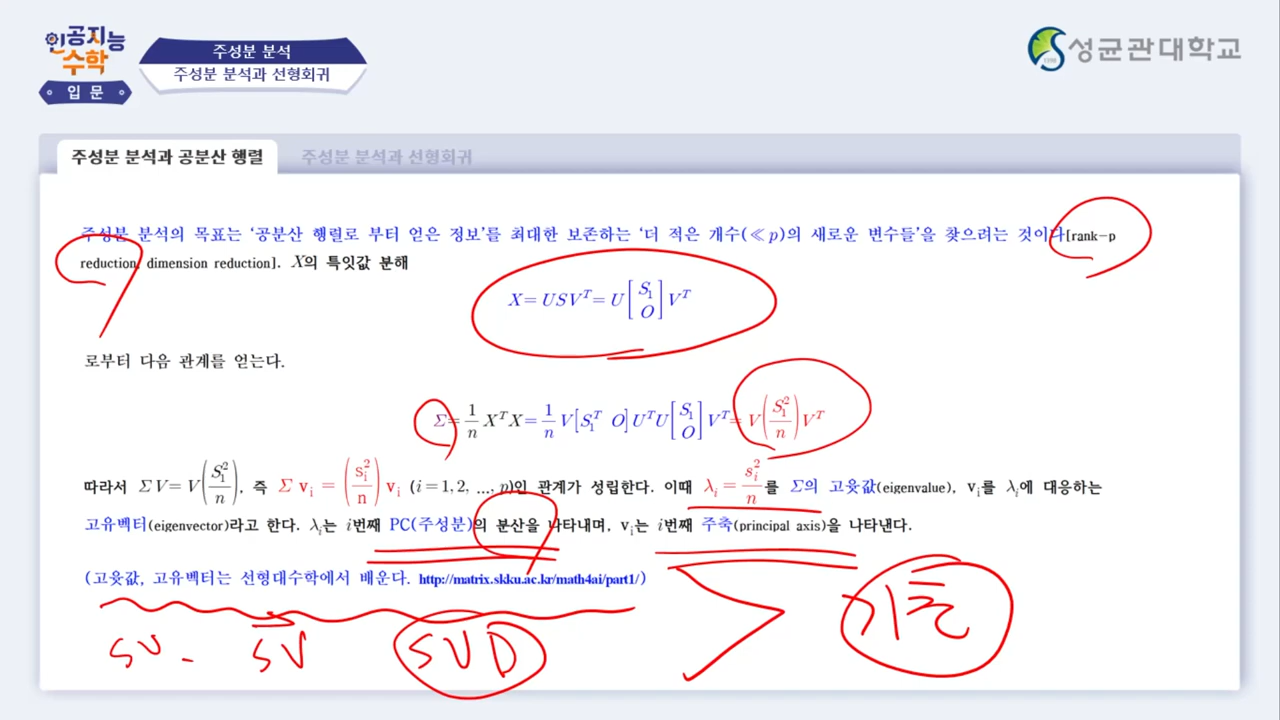 인공지능
수학
입문
주성분 분석
주성분 분석과 선형회귀
성균관대학교
주성분 분석과 공분산 행렬
주성분 분석과 선형회귀
주성분 분석의 목표는 ‘공분산 행렬로 부터 얻은 정보’를 최대한 보존하는 ‘더 적은 개수(≪ p)의 새로운 변수들’을 찾으려는 것이다[rank-p
reduction, dimension reduction]. X의 특잇값 분해
X = USV^T = U [S_1 ; O] V^T
로부터 다음 관계를 얻는다.
Σ = 1/n X^T X = 1/n V [S_1^T O] U^T U [S_1 ; O] V^T = V (S_1^2/n) V^T
따라서 ΣV = V (S_1^2/n), 즉 Σ v_i = (s_i^2/n) v_i (i = 1, 2, ..., p)인 관계가 성립한다. 이때 λ_i = s_i^2/n 를 Σ의 고윳값(eigenvalue), v_i를 λ_i에 대응하는
고유벡터(eigenvector)라고 한다. λ_i는 i번째 PC(주성분)의 분산을 나타내며, v_i는 i번째 주축(principal axis)을 나타낸다.
(고윳값, 고유벡터는 선형대수학에서 배운다. http://matrix.skku.ac.kr/math4ai/part1/)
SV - SV SVD 기준